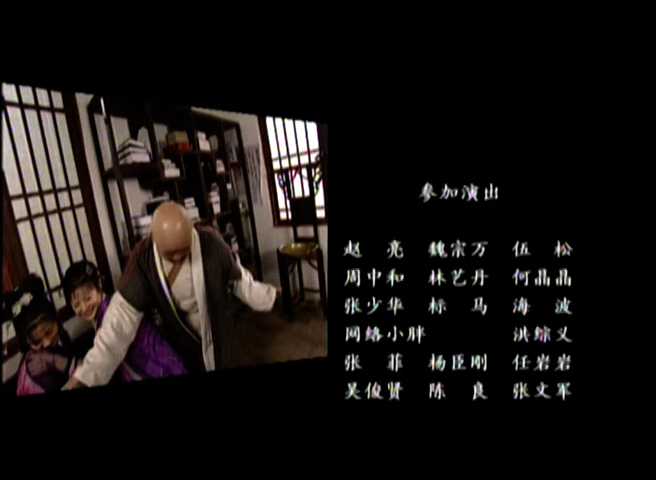 参加演出
赵 亮 魏宗万 伍 松
周中和 林艺丹 何晶晶
张少华 标 马 海 波
网络小胖 洪综义
张 菲 杨臣刚 任岩岩
吴俊贤 陈 良 张文军